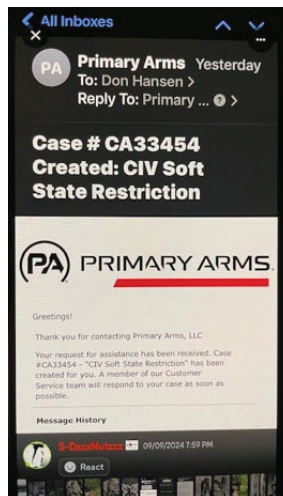 All Inboxes
PA
Primary Arms Yesterday
To: Don Hansen >
Reply To: Primary ... ? >
Case # CA33454
Created: CIV Soft
State Restriction
PA PRIMARY ARMS.
Greetings!
Thank you for contacting Primary Arms, LLC
Your request for assistance has been received. Case
#CA33454 - "CIV Soft State Restriction" has been
created for you. A member of our Customer
Service team will respond to your case as soon as
possible.
Message History
S-DzzzNutzzz 09/09/2024 7:59 PM
React